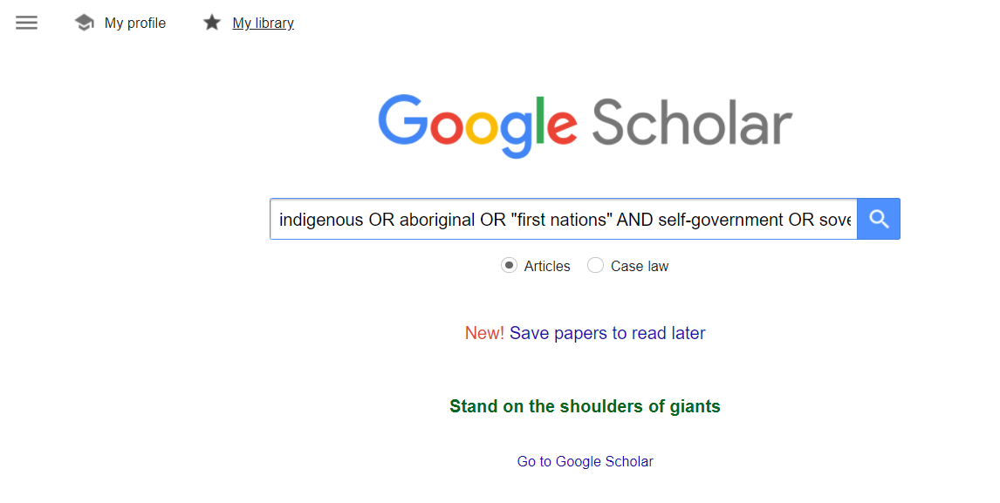 My profile My library
Google Scholar
indigenous OR aboriginal OR "first nations" AND self-government OR sove
Articles Case law
New! Save papers to read later
Stand on the shoulders of giants
Go to Google Scholar